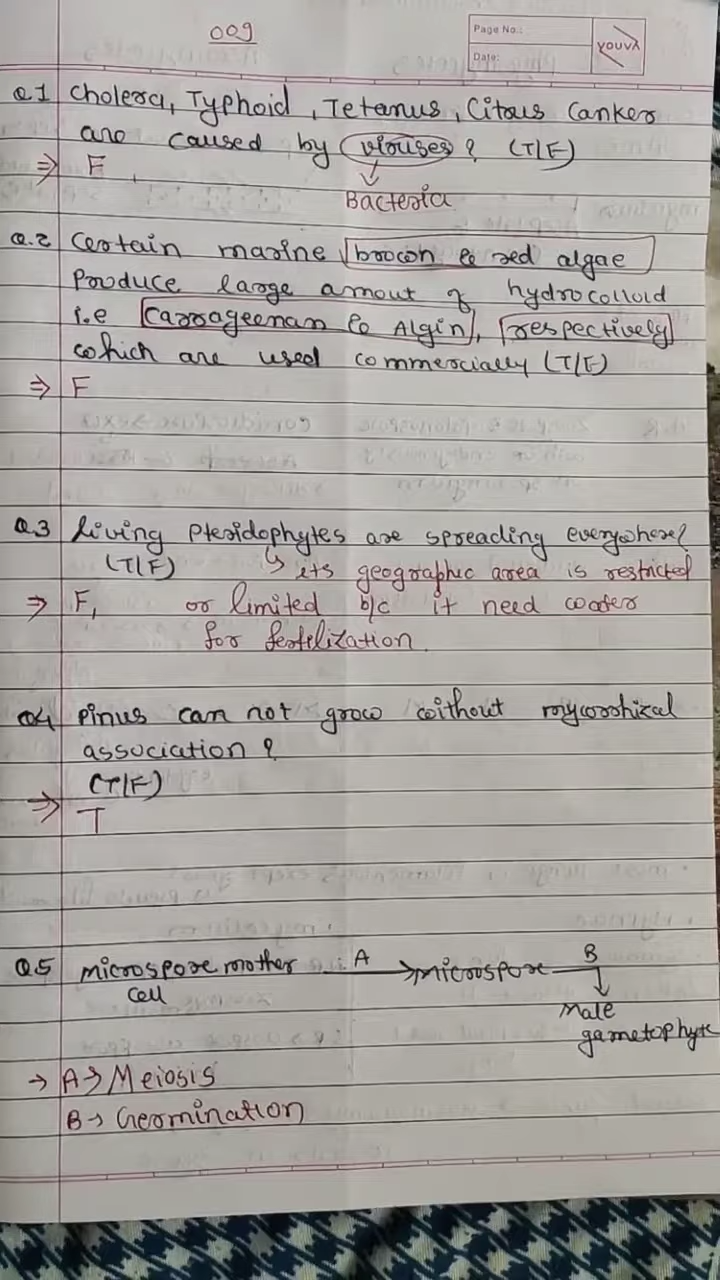 009
Page No.:
Date:
YOUVA
Q1 Cholera, Typhoid, Tetanus, Citrus Canker
are caused by viruses? (T/F)
⇒ F,
↓
Bacteria
Q.2 Certain marine brown & red algae
Produce large amout of hydrocolloid
i.e Carrageenan & Algin, respectively
which are used commercially (T/F)
⇒ F
Q.3 living Pteridophytes are spreading everywhere?
(T/F) ↳ its geographic area is restricted
⇒ F, or limited b/c it need water
for fertilization.
Q4 Pinus can not grow without mycorrhizal
association?
(T/F)
⇒ T
Q5 Microspore mother cell —A→ Microspore —B
↓
Male
gametophyte
→ A→ Meiosis
B→ Germination